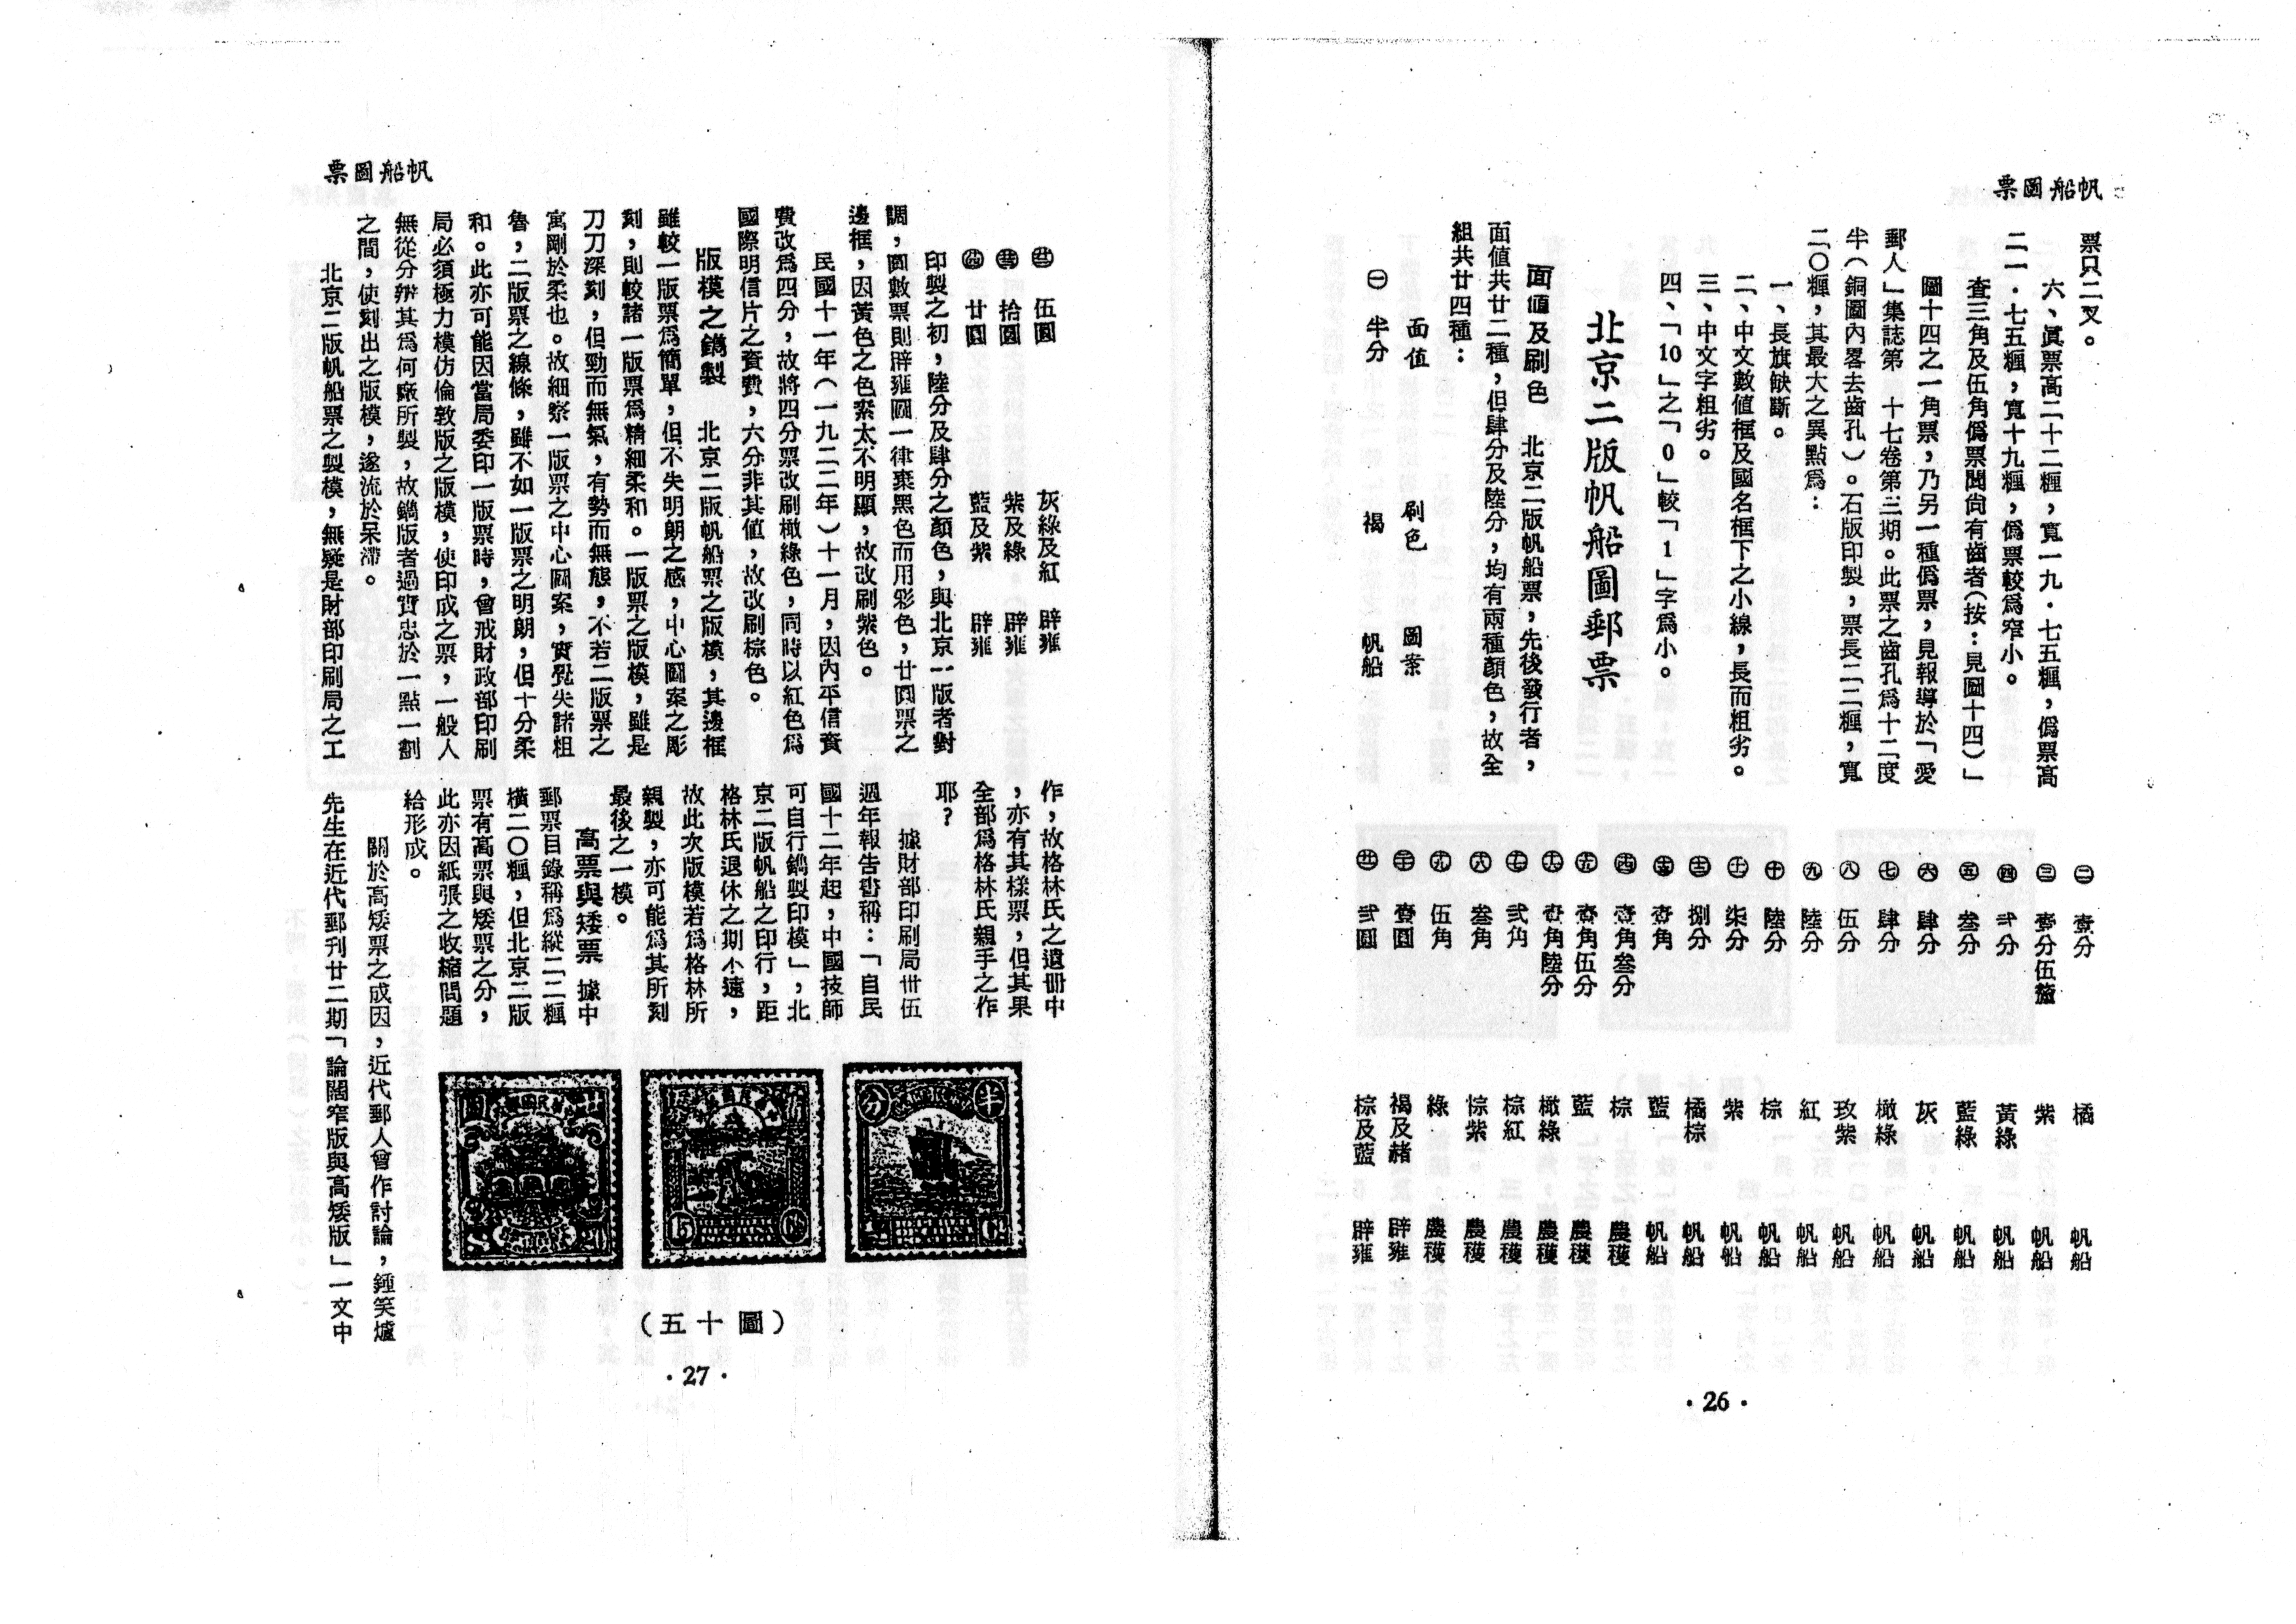 帆船圖票
票只二叉。
六、眞票高二十二糎，寬一九・七五糎，僞票高
二一・七五糎，寬十九糎，僞票較爲窄小。
查三角及伍角僞票聞尙有齒者（按：見圖十四）」
圖十四之一角票，乃另一種僞票，見報導於「愛
郵人」集誌第　十七卷第三期。此票之齒孔爲十二度
半（銅圖內畧去齒孔）。石版印製，票長二二糎，寬
二〇糎，其最大之異點爲：
一、長旗缺斷。
二、中文數値框及國名框下之小線，長而粗劣。
三、中文字粗劣。
四、「10」之「0」較「1」字爲小。
北京二版帆船圖郵票
面值及刷色　北京二版帆船票，先後發行者，
面值共廿二種，但肆分及陸分，均有兩種顏色，故全
組共廿四種：
面值　刷色　圖案
㊀　半分　褐　帆船
㊁　壹分　橘　帆船
㊂　壹分伍釐　紫　帆船
㊃　弍分　黃綠　帆船
㊄　叁分　藍綠　帆船
㊅　肆分　灰　帆船
㊆　肆分　橄綠　帆船
㊇　伍分　玫紫　帆船
㊈　陸分　紅　帆船
㊉　陸分　棕　帆船
㊉㊀　柒分　紫　帆船
㊉㊁　捌分　橘棕　帆船
㊉㊂　壹角　藍　帆船
㊉㊃　壹角叁分　棕　農穫
㊉㊄　壹角伍分　藍　農穫
㊉㊅　壹角陸分　橄綠　農穫
㊉㊆　弍角　棕紅　農穫
㊉㊇　叁角　棕紫　農穫
㊉㊈　伍角　綠　農穫
㊁㊉　壹圓　褐及赭　辟雍
㊁㊀　弍圓　棕及藍　辟雍
・26・
帆船圖票
伍圓　灰綠及紅　辟雍
拾圓　紫及綠　辟雍
廿圓　藍及紫　辟雍
印製之初，陸分及肆分之顏色，與北京一版者對
調，圓數票則辟雍圖一律棄黑色而用彩色，廿圓票之
邊框，因黃色之色素太不明顯，故改刷紫色。
民國十一年（一九二二年）十一月，因內平信資
費改爲四分，故將四分票改刷橄綠色，同時以紅色爲
國際明信片之資費，六分非其值，故改刷棕色。
版模之鐫製　北京二版帆船票之版模，其邊框
雖較一版票爲簡單，但不失明朗之感，中心圖案之彫
刻，則較諸一版票爲精細柔和。一版票之版模，雖是
刀刀深刻，但勁而無氣，有勢而無態，不若二版票之
寓剛於柔也。故細察一版票之中心圖案，實覺失諸粗
魯，二版票之線條，雖不如一版票之明朗，但十分柔
和。此亦可能因當局委印一版票時，曾戒財政部印刷
局必須極力模仿倫敦版之版模，使印成之票，一般人
無從分辨其爲何廠所製，故鐫版者過實忠於一點一劃
之間，使刻出之版模，遂流於呆滯。
北京二版帆船票之製模，無疑是財部印刷局之工
作，故格林氏之遺册中
，亦有其樣票，但其果
全部爲格林氏親手之作
耶？
據財部印刷局卅伍
週年報告書稱：「自民
國十二年起，中國技師
可自行鐫製印模」，北
京二版帆船之印行，距
格林氏退休之期不遠，
故此次版模若爲格林所
親製，亦可能爲其所刻
最後之一模。
高票與矮票　據中
郵票目錄稱爲縱二二糎
橫二〇糎，但北京二版
票有高票與矮票之分，
此亦因紙張之收縮問題
給形成。
關於高矮票之成因，近代郵人曾作討論，鍾笑爐
先生在近代郵刊廿二期「論闊窄版與高矮版」一文中
（圖十五）
・27・